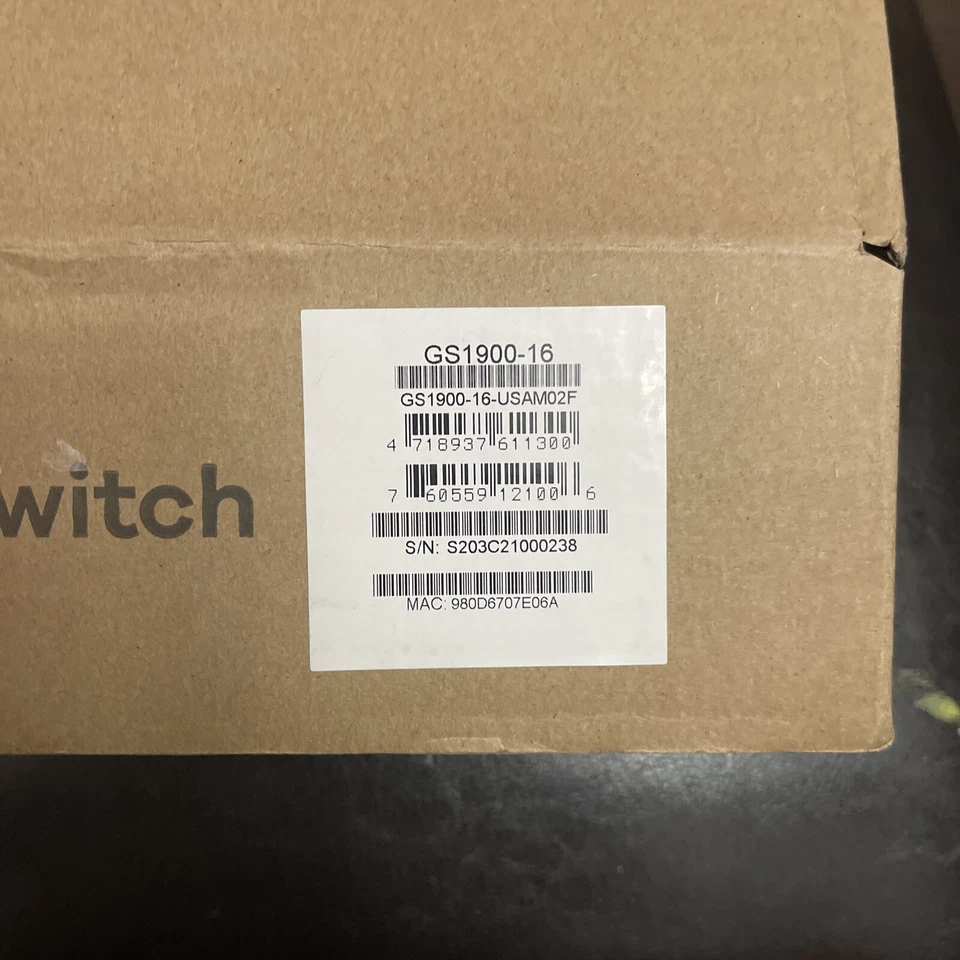 GS1900-16
GS1900-16-USAM02F
4 718937 611300
7 60559 12100 6
witch
S/N: S203C21000238
MAC: 980D6707E06A